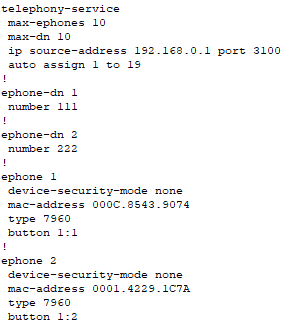 telephony-service
 max-ephones 10
 max-dn 10
 ip source-address 192.168.0.1 port 3100
 auto assign 1 to 19
!
ephone-dn 1
 number 111
!
ephone-dn 2
 number 222
!
ephone 1
 device-security-mode none
 mac-address 000C.8543.9074
 type 7960
 button 1:1
!
ephone 2
 device-security-mode none
 mac-address 0001.4229.1C7A
 type 7960
 button 1:2